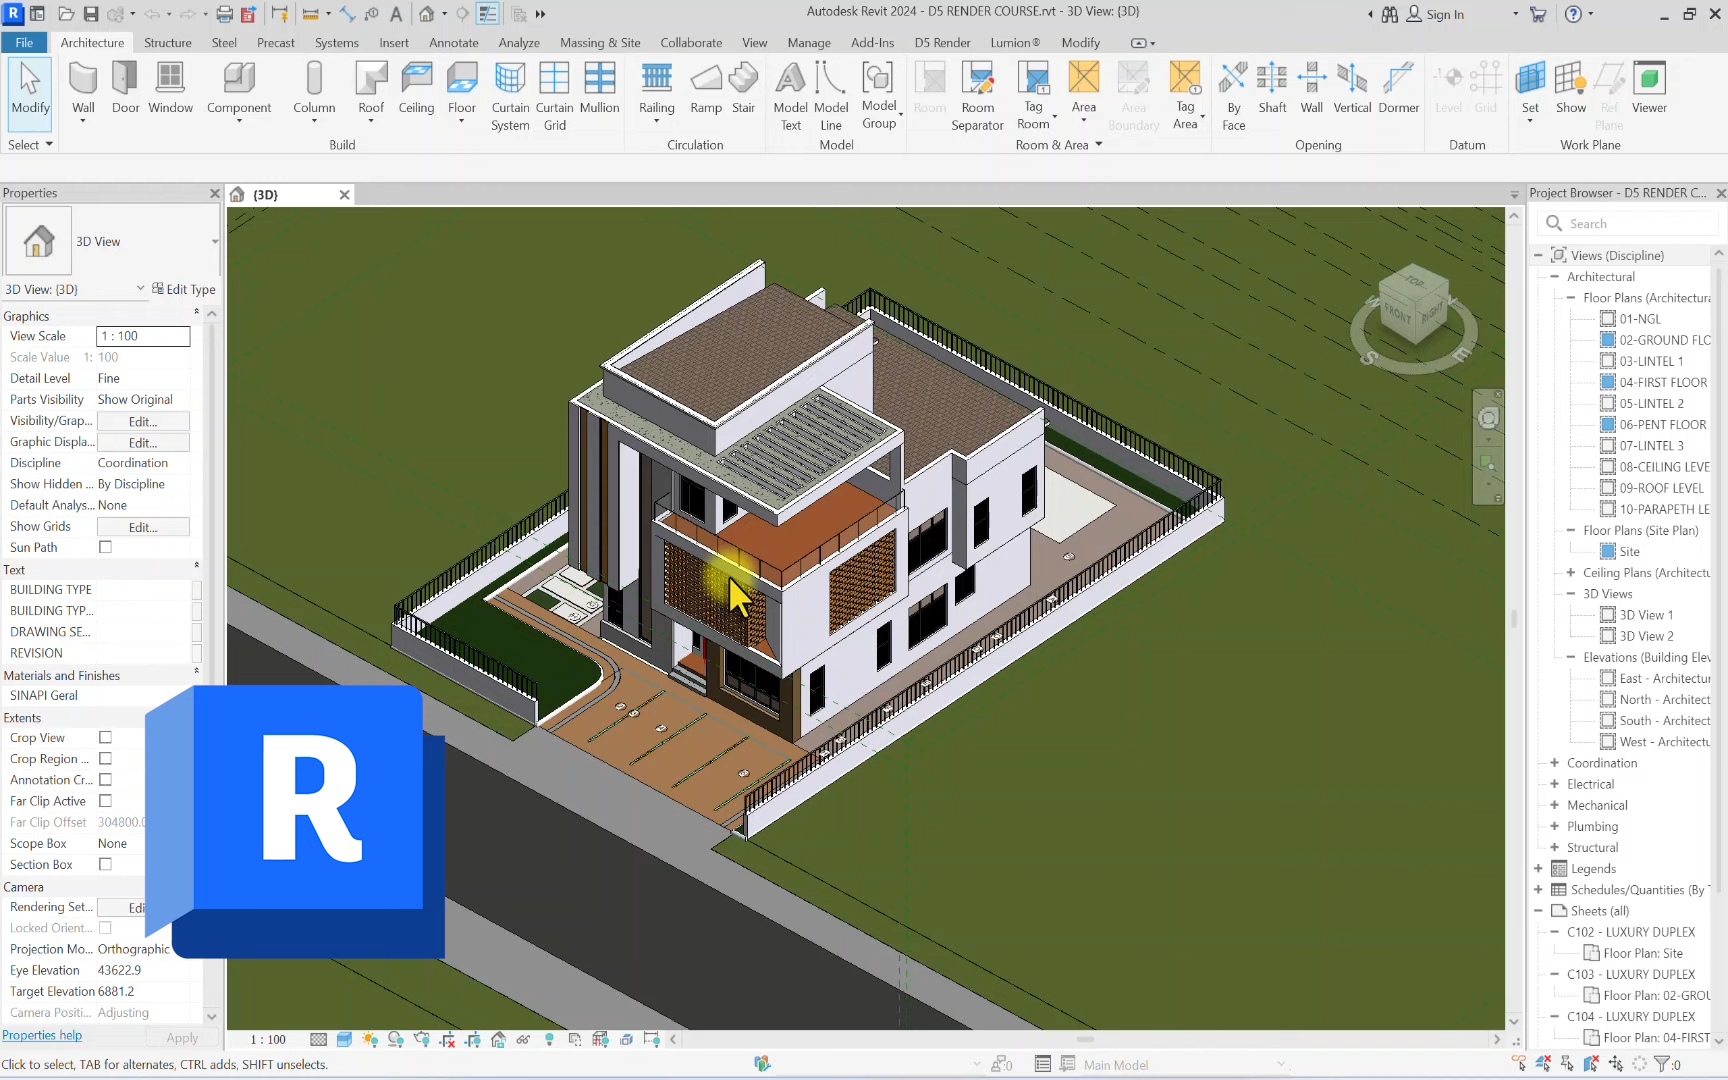 Autodesk Revit 2024 - D5 RENDER COURSE.rvt - 3D View: {3D}
Sign In
File Architecture Structure Steel Precast Systems Insert Annotate Analyze Massing & Site Collaborate View Manage Add-Ins D5 Render Lumion® Modify
Modify Wall Door Window Component Column Roof Ceiling Floor Curtain System Curtain Grid Mullion Railing Ramp Stair Model Text Model Line Model Group Room Room Separator Tag Room Area Area Boundary Tag Area By Face Shaft Wall Vertical Dormer Level Grid Set Show Ref Plane Viewer
Select Build Circulation Model Room & Area Opening Datum Work Plane
Properties
3D View
3D View: {3D}
Edit Type
Graphics
View Scale 1 : 100
Scale Value 1: 100
Detail Level Fine
Parts Visibility Show Original
Visibility/Grap... Edit...
Graphic Displa... Edit...
Discipline Coordination
Show Hidden ... By Discipline
Default Analys... None
Show Grids Edit...
Sun Path
Text
BUILDING TYPE
BUILDING TYP...
DRAWING SE...
REVISION
Materials and Finishes
SINAPI Geral
Extents
Crop View
Crop Region ...
Annotation Cr...
Far Clip Active
Far Clip Offset 304800.0
Scope Box None
Section Box
Camera
Rendering Set... Edi
Locked Orient...
Projection Mo... Orthographic
Eye Elevation 43622.9
Target Elevation 6881.2
Camera Positi... Adjusting
Properties help
Apply
{3D}
TOP
FRONT
RIGHT
S
E
R
1 : 100
Click to select, TAB for alternates, CTRL adds, SHIFT unselects.
:0
Main Model
:0
Project Browser - D5 RENDER C...
Search
Views (Discipline)
Architectural
Floor Plans (Architectura
01-NGL
02-GROUND FLO
03-LINTEL 1
04-FIRST FLOOR
05-LINTEL 2
06-PENT FLOOR
07-LINTEL 3
08-CEILING LEVE
09-ROOF LEVEL
10-PARAPETH LE
Floor Plans (Site Plan)
Site
Ceiling Plans (Architectu
3D Views
3D View 1
3D View 2
Elevations (Building Elev
East - Architectur
North - Architect
South - Architect
West - Architectu
Coordination
Electrical
Mechanical
Plumbing
Structural
Legends
Schedules/Quantities (By T
Sheets (all)
C102 - LUXURY DUPLEX
Floor Plan: Site
C103 - LUXURY DUPLEX
Floor Plan: 02-GROU
C104 - LUXURY DUPLEX
Floor Plan: 04-FIRST